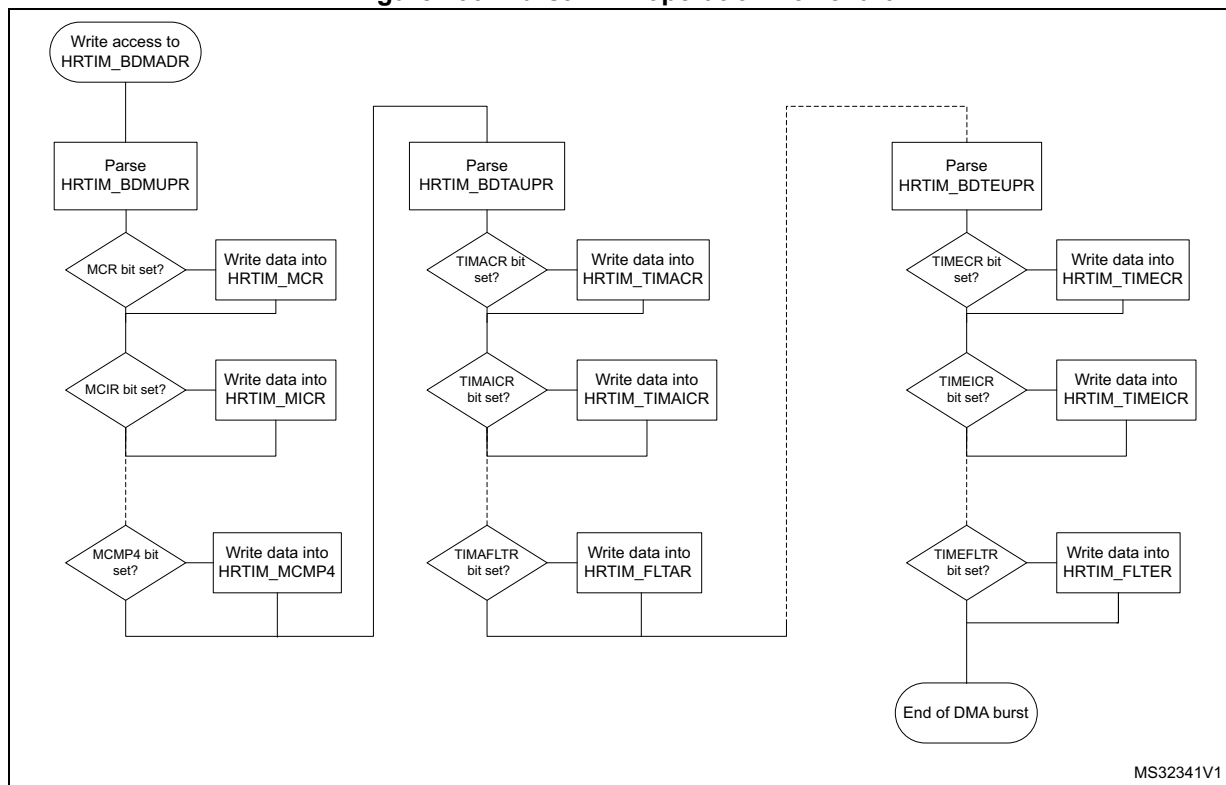 Write access to
HRTIM_BDMADR
Parse
HRTIM_BDMUPR
MCR bit set?
Write data into
HRTIM_MCR
MCIR bit set?
Write data into
HRTIM_MICR
MCMP4 bit
set?
Write data into
HRTIM_MCMP4
Parse
HRTIM_BDTAUPR
TIMACR bit
set?
Write data into
HRTIM_TIMACR
TIMAICR
bit set?
Write data into
HRTIM_TIMAICR
TIMAFLTR
bit set?
Write data into
HRTIM_FLTAR
Parse
HRTIM_BDTEUPR
TIMECR bit
set?
Write data into
HRTIM_TIMECR
TIMEICR
bit set?
Write data into
HRTIM_TIMEICR
TIMEFLTR
bit set?
Write data into
HRTIM_FLTER
End of DMA burst
MS32341V1